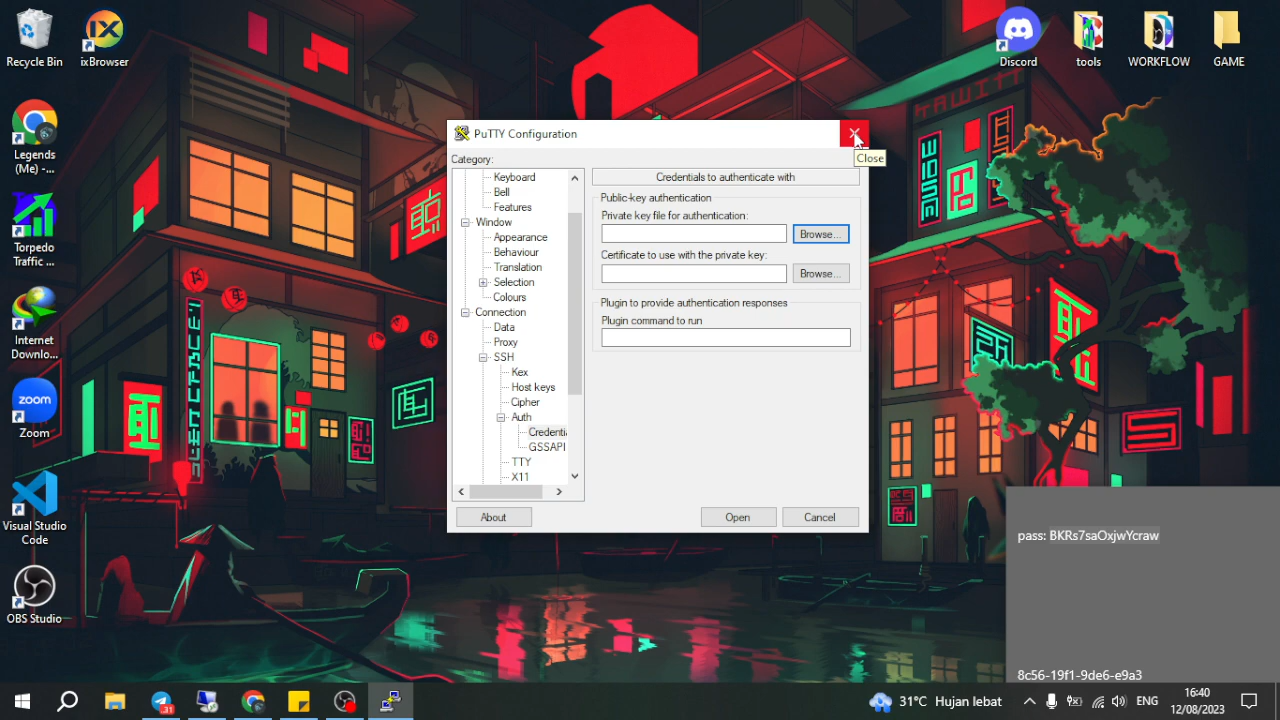 Recycle Bin
ixBrowser
Legends
(Me) -...
Torpedo
Traffic ...
Internet
Downlo...
zoom
Zoom
Visual Studio
Code
OBS Studio
Discord
tools
WORKFLOW
GAME
PuTTY Configuration
Close
Category:
Keyboard
Bell
Features
Window
Appearance
Behaviour
Translation
Selection
Colours
Connection
Data
Proxy
SSH
Kex
Host keys
Cipher
Auth
Credenti
GSSAPI
TTY
X11
Credentials to authenticate with
Public-key authentication
Private key file for authentication:
Browse...
Certificate to use with the private key:
Browse...
Plugin to provide authentication responses
Plugin command to run
About
Open
Cancel
pass: BKRs7saOxjwYcraw
8c56-19f1-9de6-e9a3
31
31°C Hujan lebat
ENG
16:40
12/08/2023